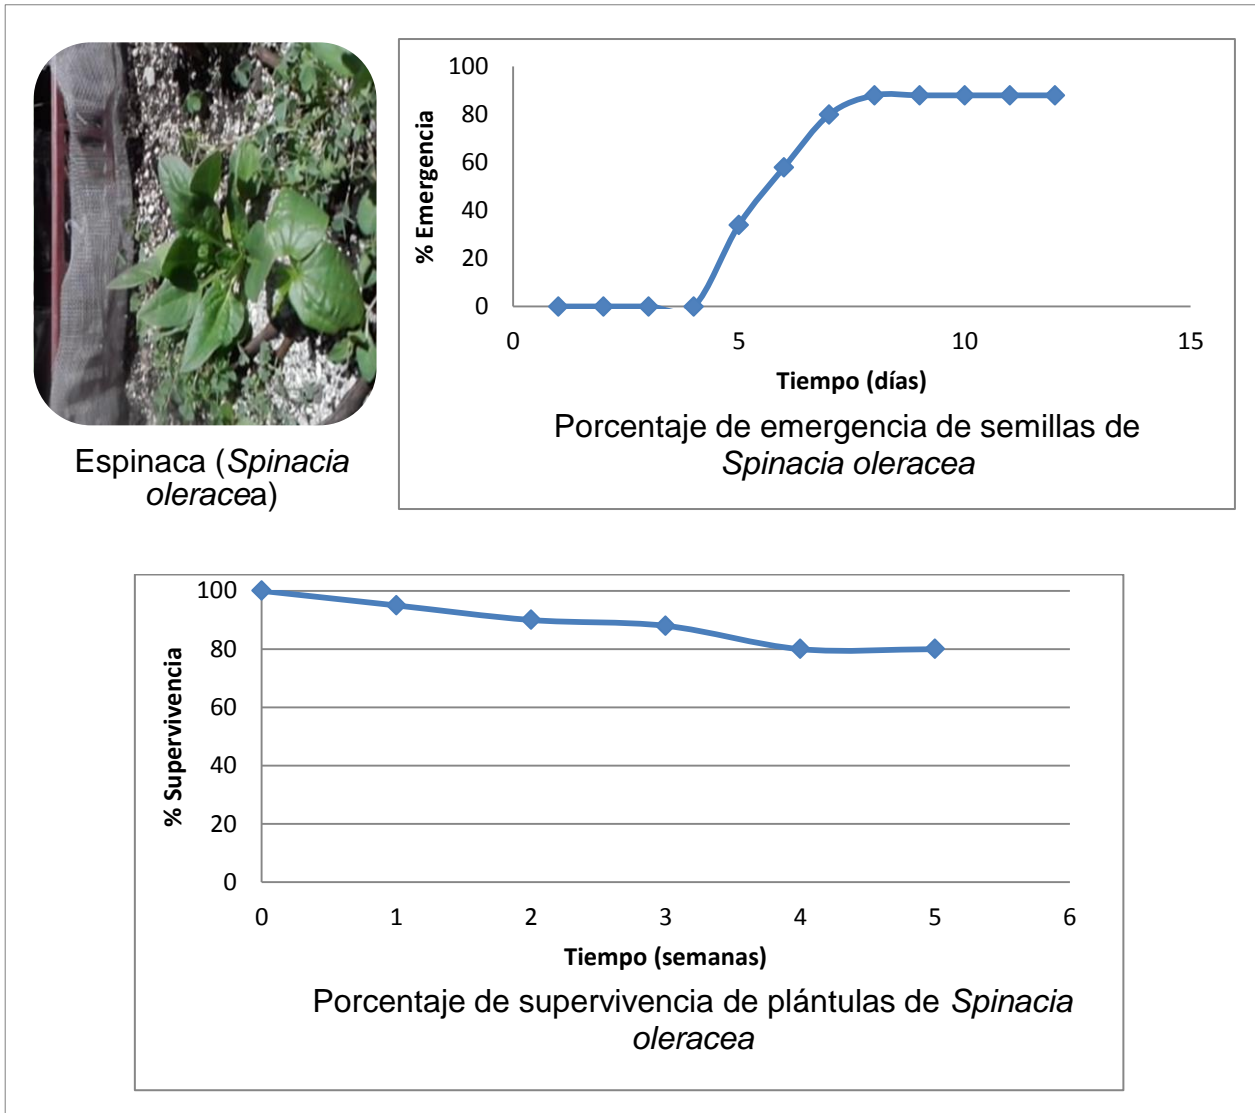 Espinaca (Spinacia
oleracea)
100
80
60
40
20
0
% Emergencia
0 5 10 15
Tiempo (días)
Porcentaje de emergencia de semillas de
Spinacia oleracea
100
80
60
40
20
0
% Supervivencia
0 1 2 3 4 5 6
Tiempo (semanas)
Porcentaje de supervivencia de plántulas de Spinacia
oleracea